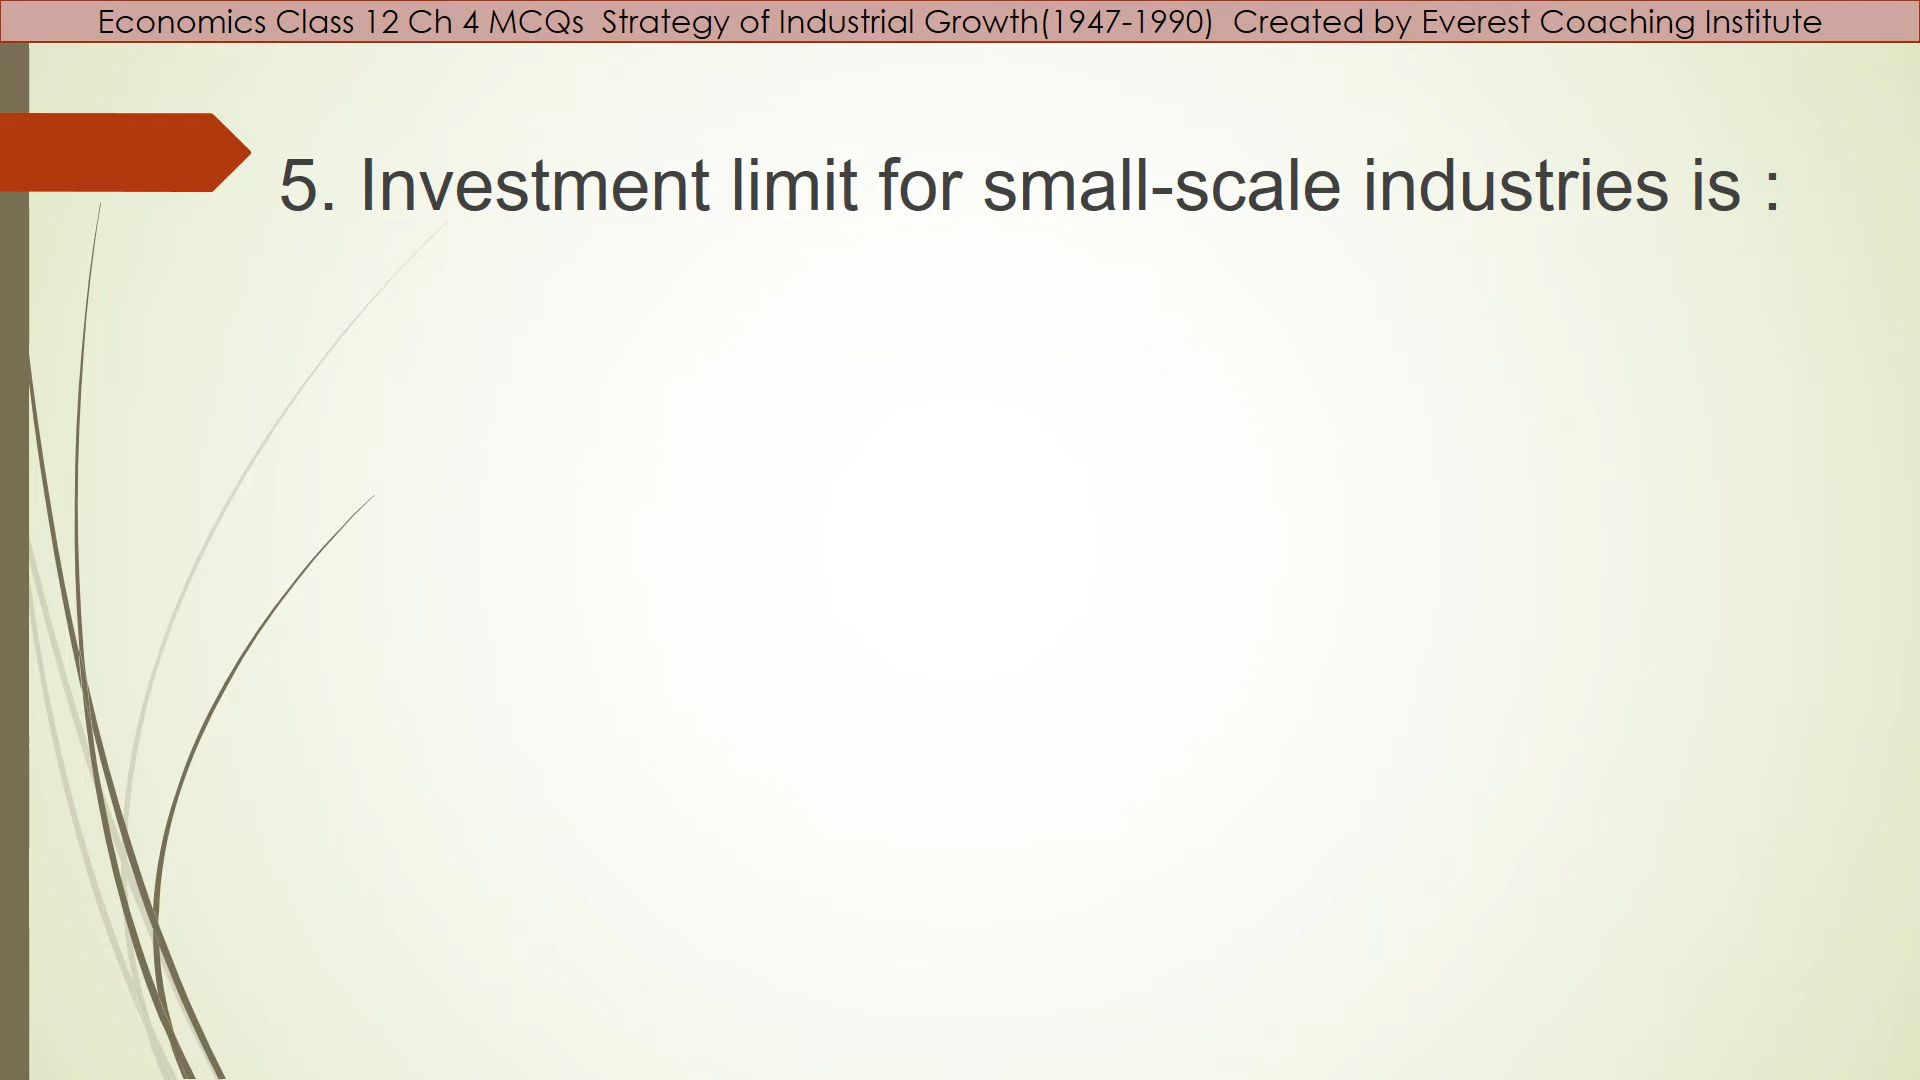 Economics Class 12 Ch 4 MCQs  Strategy of Industrial Growth(1947-1990)  Created by Everest Coaching Institute
5. Investment limit for small-scale industries is :